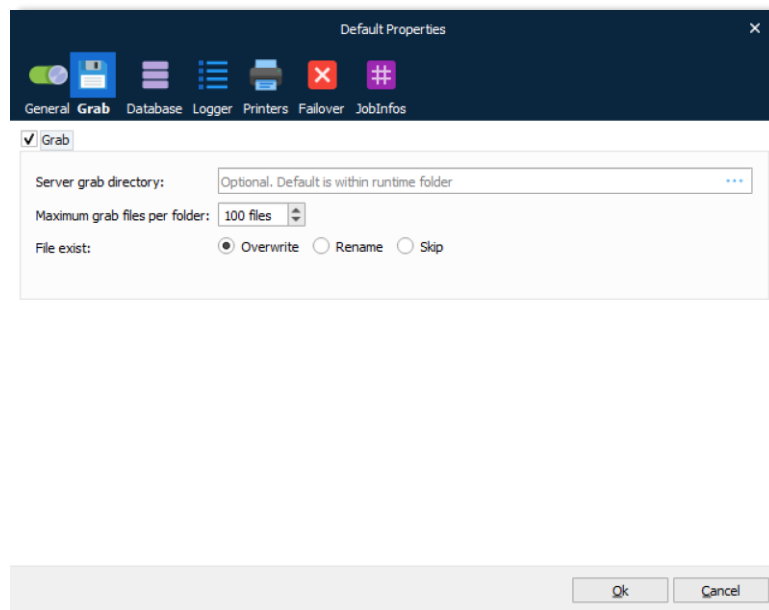 Default Properties
General Grab Database Logger Printers Failover JobInfos
Grab
Server grab directory: Optional. Default is within runtime folder ...
Maximum grab files per folder: 100 files
File exist: Overwrite Rename Skip
Ok Cancel